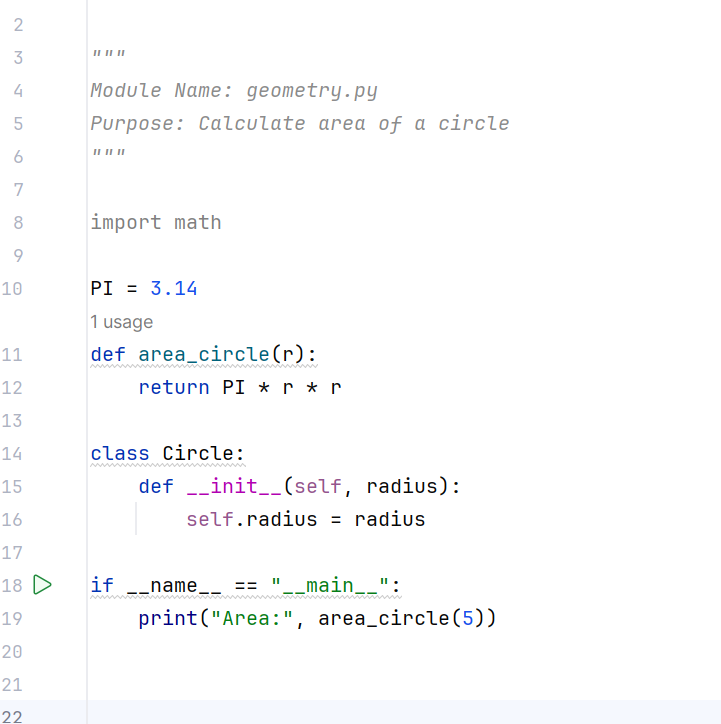 2
3 """
4 Module Name: geometry.py
5 Purpose: Calculate area of a circle
6 """
7
8 import math
9
10 PI = 3.14
1 usage
11 def area_circle(r):
12     return PI * r * r
13
14 class Circle:
15     def __init__(self, radius):
16         self.radius = radius
17
18 if __name__ == "__main__":
19     print("Area:", area_circle(5))
20
21
22